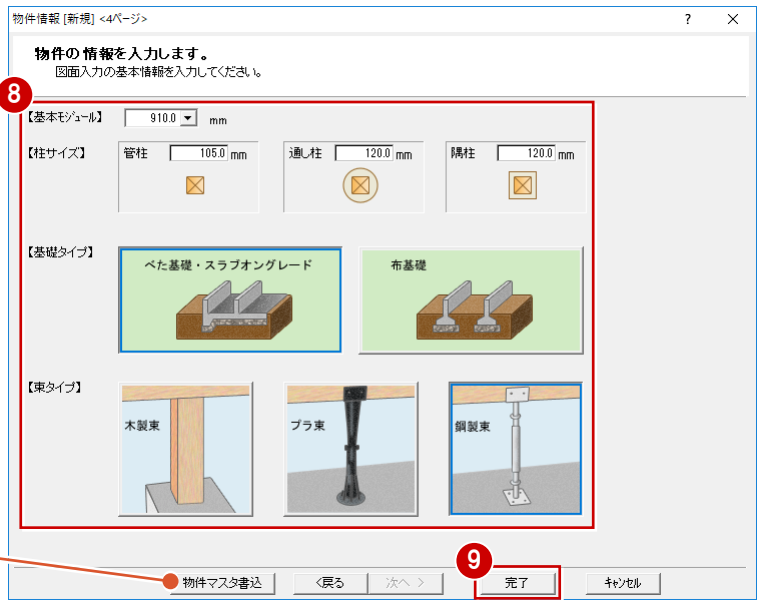 物件情報 [新規] <4ページ>
? ×
物件の情報を入力します。
図面入力の基本情報を入力してください。
8
【基本ﾓｼﾞｭｰﾙ】 910.0 mm
【柱サイズ】 管柱 105.0 mm 通し柱 120.0 mm 隅柱 120.0 mm
【基礎タイプ】 べた基礎・スラブオングレード 布基礎
【束タイプ】 木製束 プラ束 鋼製束
9
物件マスタ書込 <戻る 次へ > 完了 ｷｬﾝｾﾙ